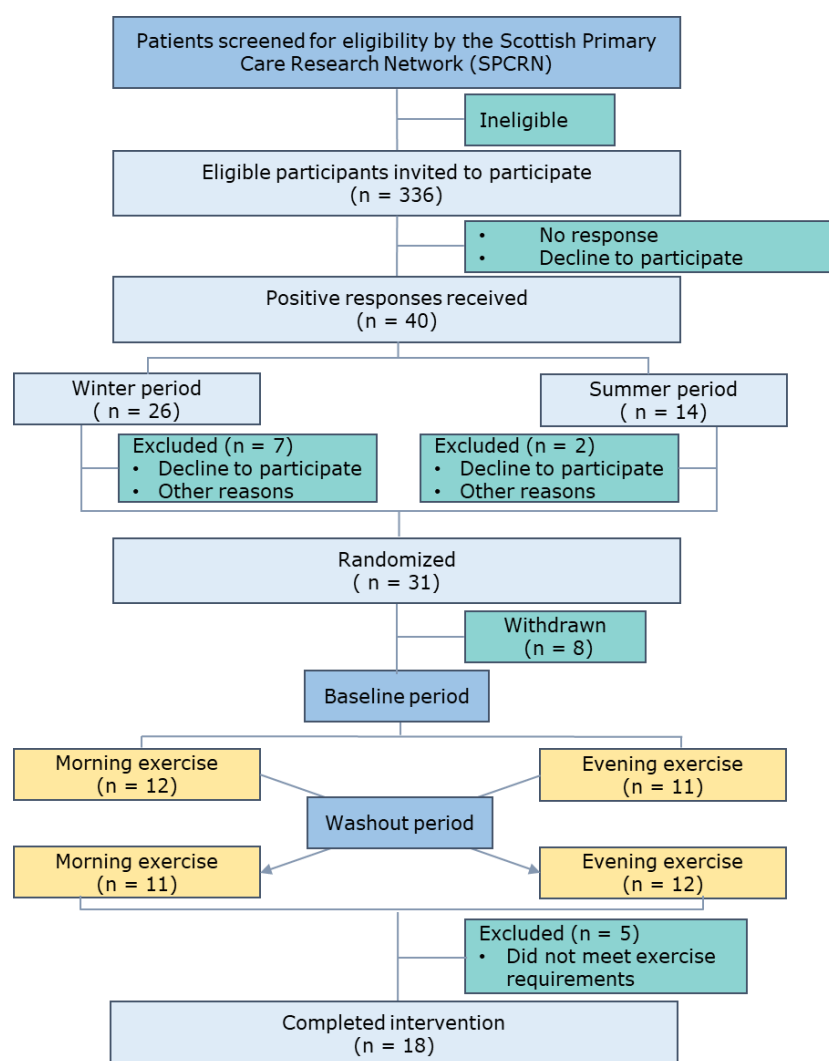 Patients screened for eligibility by the Scottish Primary
Care Research Network (SPCRN)
Ineligible
Eligible participants invited to participate
(n = 336)
• No response
• Decline to participate
Positive responses received
(n = 40)
Winter period
( n = 26)
Summer period
( n = 14)
Excluded (n = 7)
• Decline to participate
• Other reasons
Excluded (n = 2)
• Decline to participate
• Other reasons
Randomized
( n = 31)
Withdrawn
(n = 8)
Baseline period
Morning exercise
(n = 12)
Evening exercise
(n = 11)
Washout period
Morning exercise
(n = 11)
Evening exercise
(n = 12)
Excluded (n = 5)
• Did not meet exercise
requirements
Completed intervention
(n = 18)